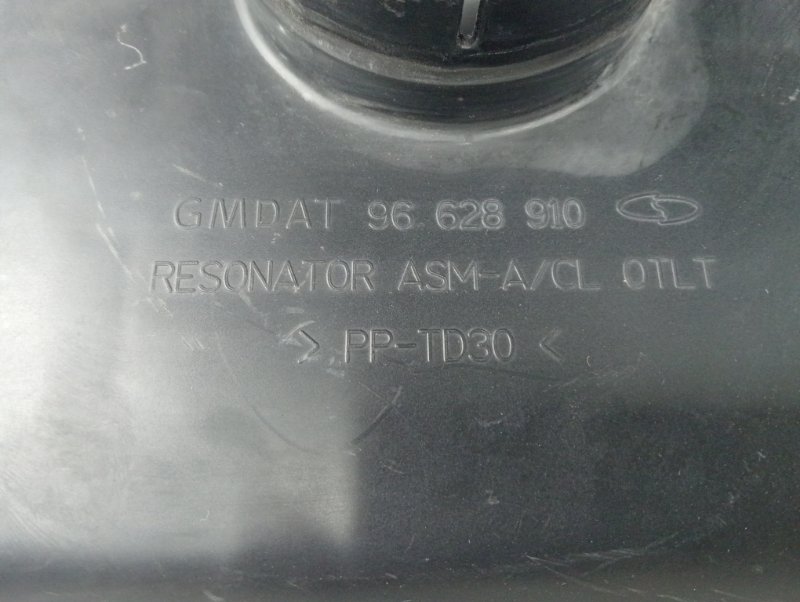 GMDAT 96 628 910
RESONATOR ASM-A/CL OTLT
> PP-TD30 <